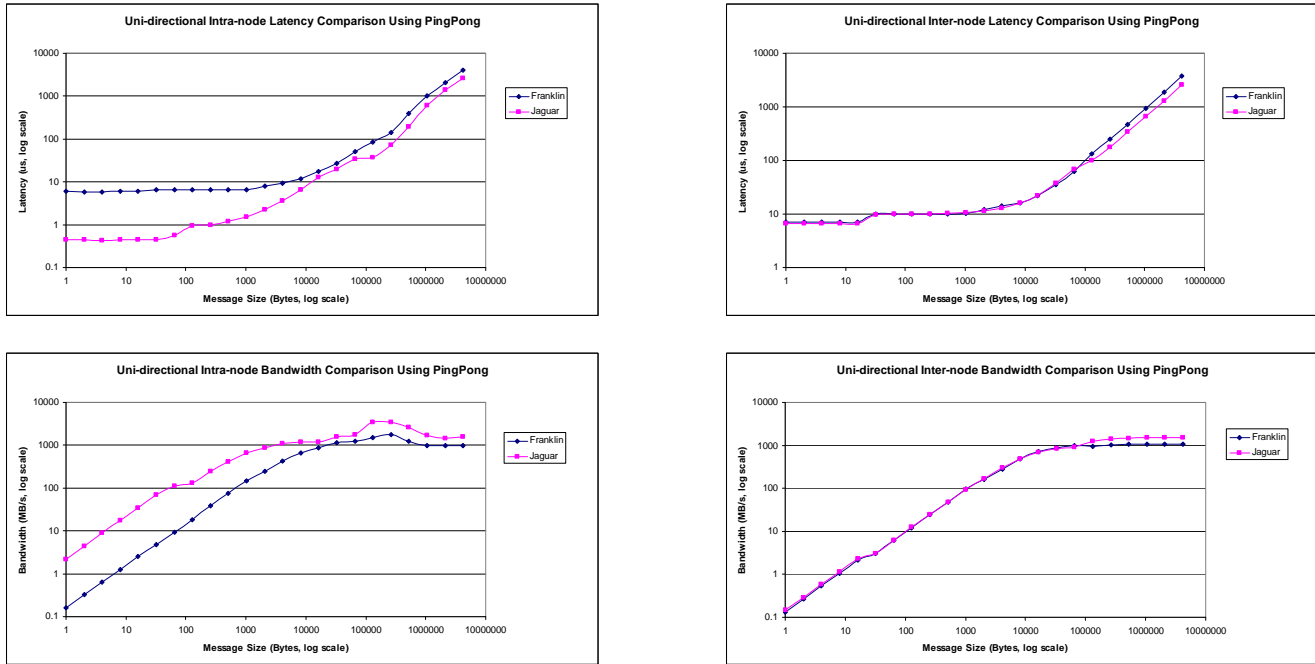 Uni-directional Intra-node Latency Comparison Using PingPong
10000
1000
100
10
1
0.1
Latency (us, log scale)
1
10
100
1000
10000
100000
1000000
10000000
Message Size (Bytes, log scale)
Franklin
Jaguar
Uni-directional Inter-node Latency Comparison Using PingPong
10000
1000
100
10
1
Latency (us, log scale)
1
10
100
1000
10000
100000
1000000
10000000
Message Size (Bytes, log scale)
Franklin
Jaguar
Uni-directional Intra-node Bandwidth Comparison Using PingPong
10000
1000
100
10
1
0.1
Bandwidth (MB/s, log scale)
1
10
100
1000
10000
100000
1000000
10000000
Message Size (Bytes, log scale)
Franklin
Jaguar
Uni-directional Inter-node Bandwidth Comparison Using PingPong
10000
1000
100
10
1
0.1
Bandwidth (MB/s, log scale)
1
10
100
1000
10000
100000
1000000
10000000
Message Size (Bytes, log scale)
Franklin
Jaguar